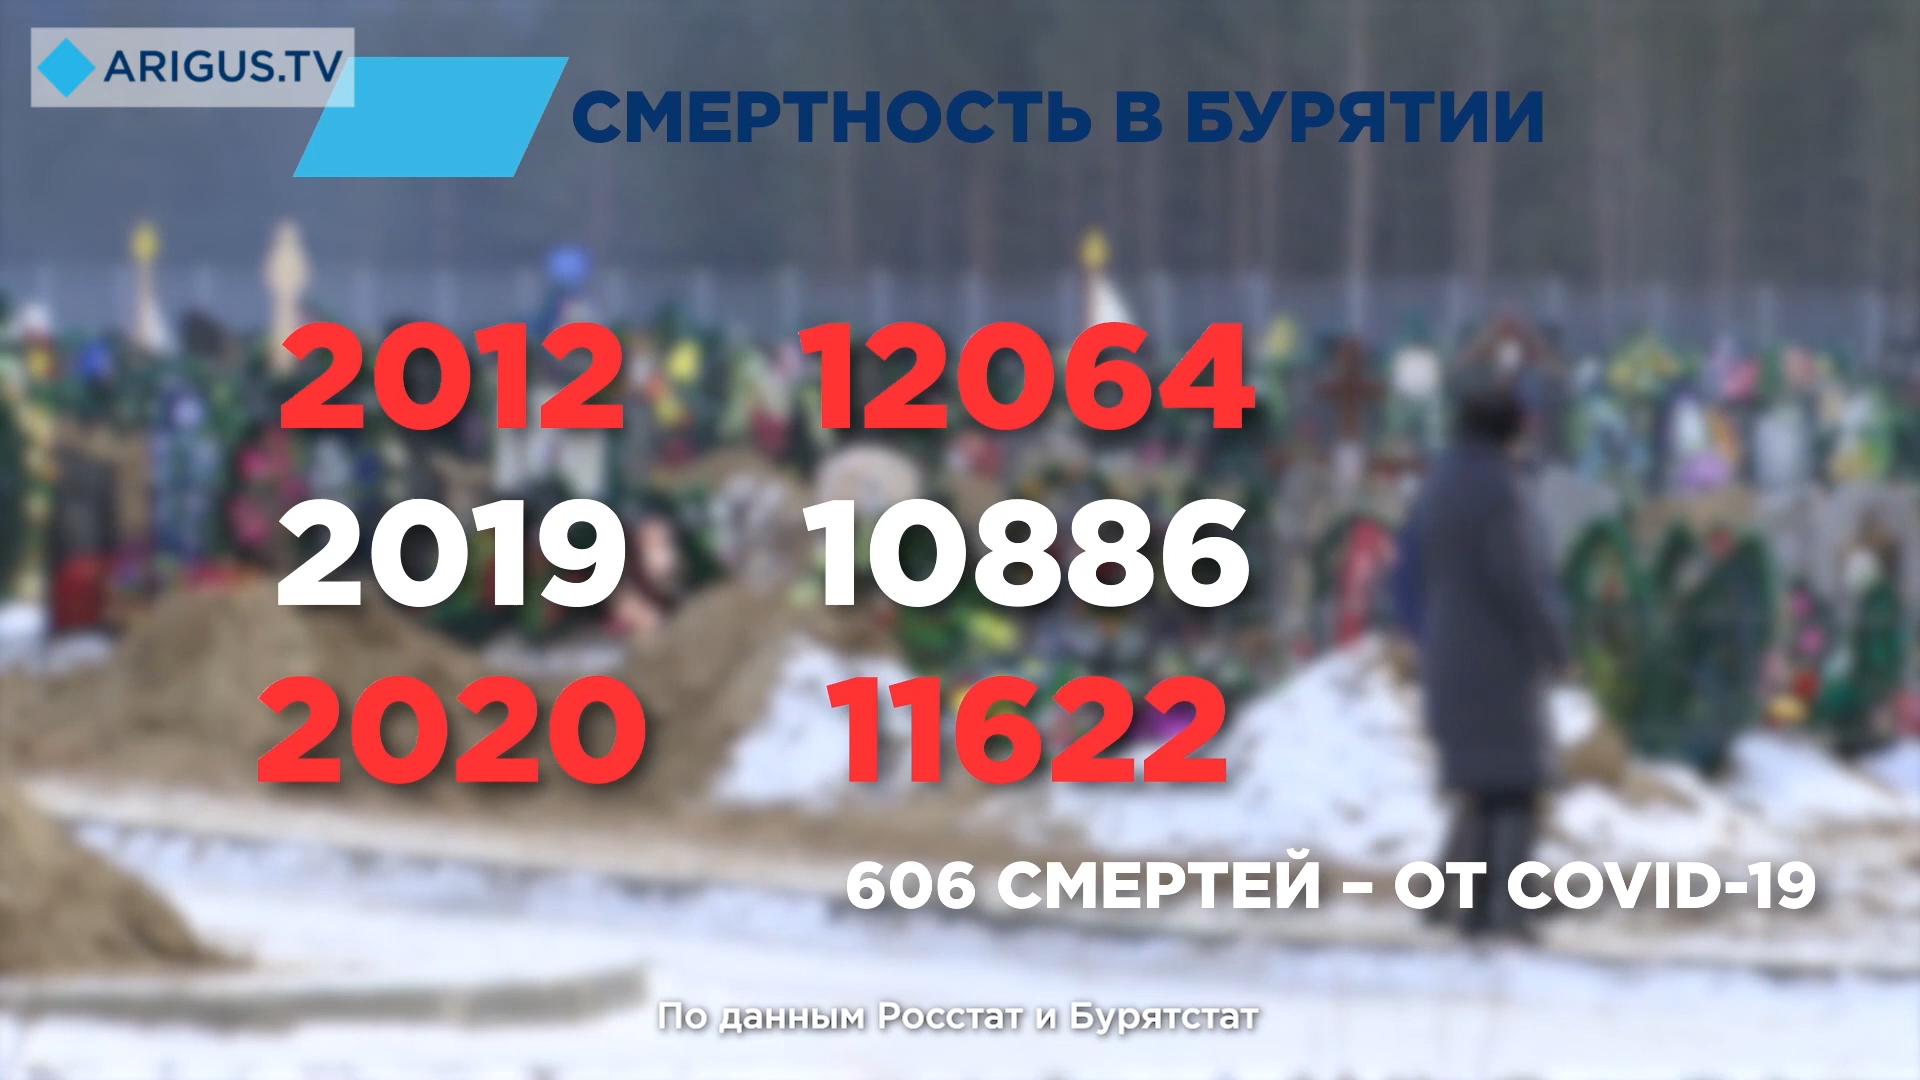 ARIGUS.TV
СМЕРТНОСТЬ В БУРЯТИИ
2012 12064
2019 10886
2020 11622
606 СМЕРТЕЙ – ОТ COVID-19
По данным Росстат и Бурятстат